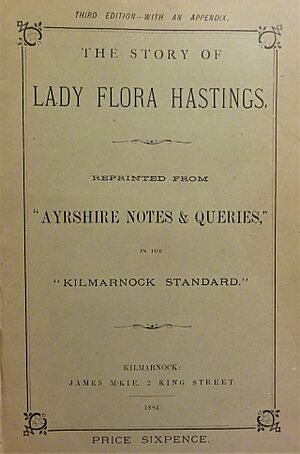 THIRD EDITION—WITH AN APPENDIX.
THE STORY OF
LADY FLORA HASTINGS.
REPRINTED FROM
"AYRSHIRE NOTES & QUERIES,"
IN THE
"KILMARNOCK STANDARD."
KILMARNOCK:
JAMES M'KIE, 2 KING STREET.
1884
PRICE SIXPENCE.